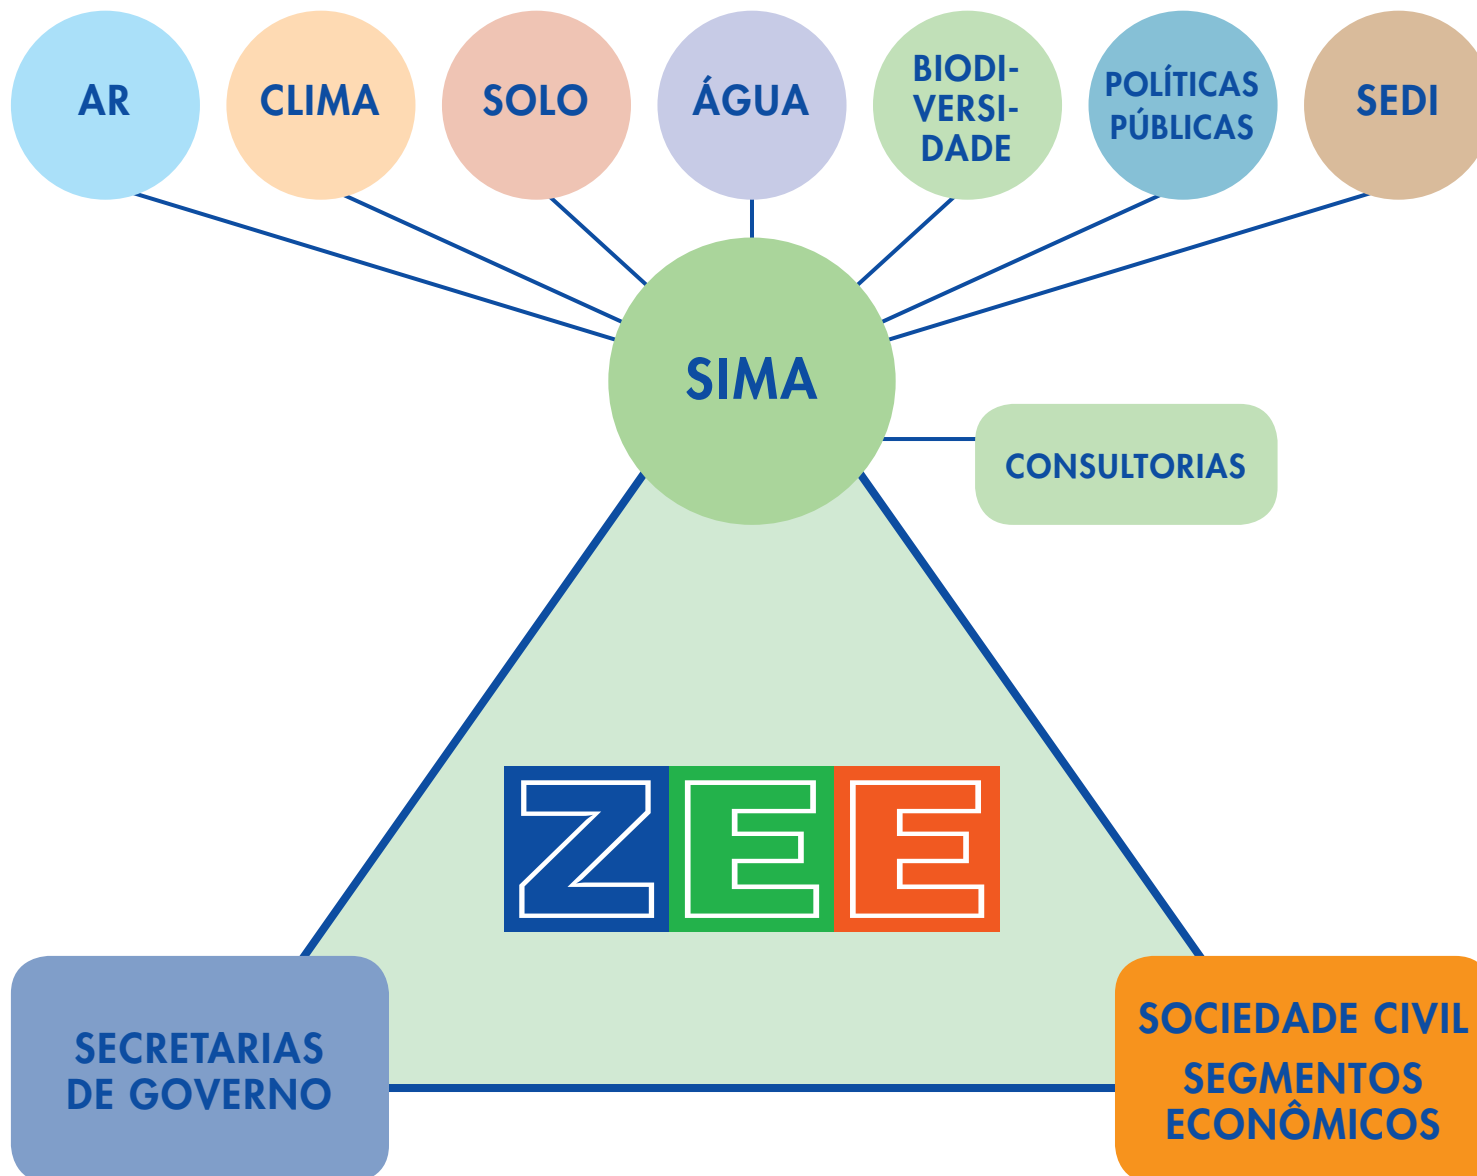 AR
CLIMA
SOLO
ÁGUA
BIODI-
VERSI-
DADE
POLÍTICAS
PÚBLICAS
SEDI
SIMA
CONSULTORIAS
ZEE
SECRETARIAS
DE GOVERNO
SOCIEDADE CIVIL
SEGMENTOS
ECONÔMICOS